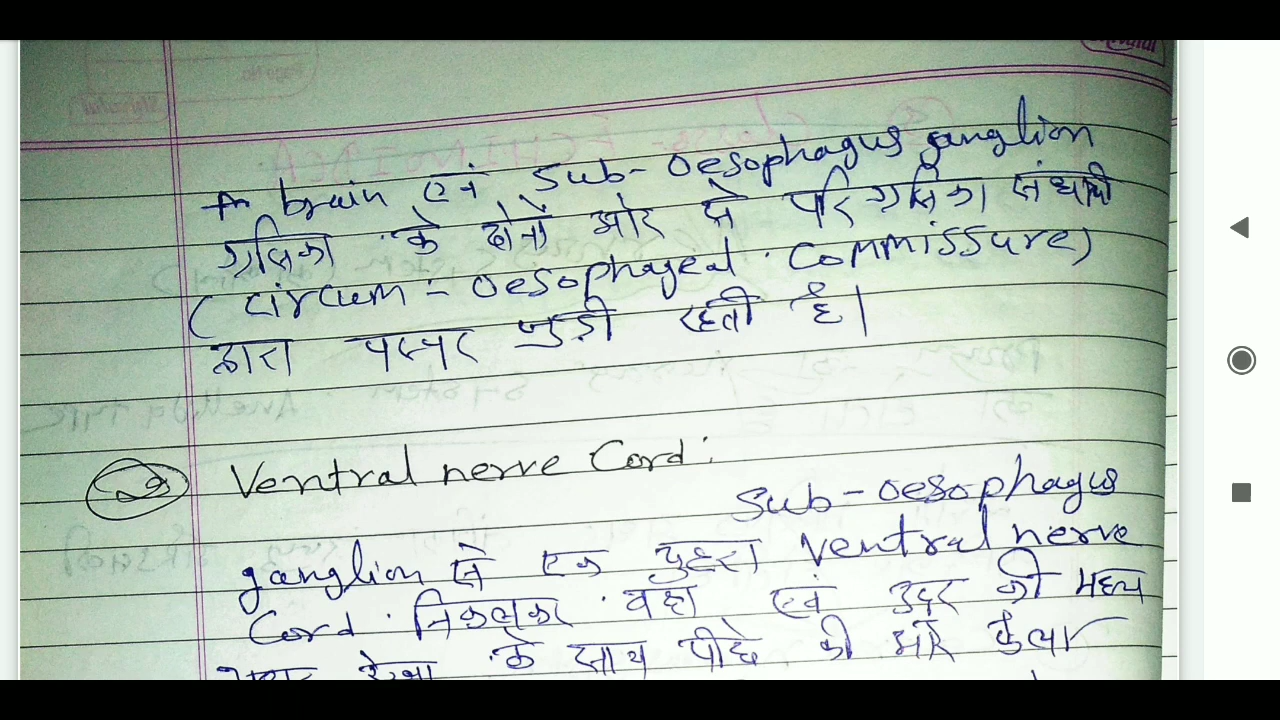 brain एवं Sub-Oesophagus ganglion
ग्रसिका के दोनों ओर से परि ग्रसिका संधायी
( Circum - Oesophageal Commissure)
द्वारा परस्पर जुड़ी रहती है।
Ventral nerve Cord:
Sub-Oesophagus
ganglion से एक दुहरा Ventral nerve
Cord निकलकर वक्ष एवं उदर की मध्य
रेखा के साथ पीछे की ओर फैला